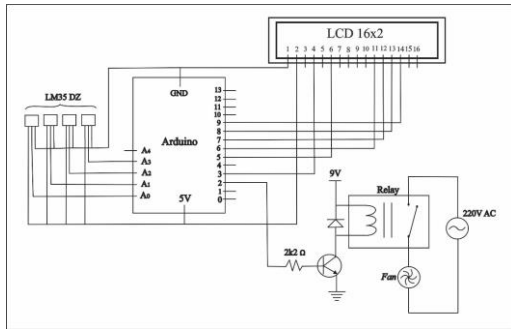 LCD 16x2
1 2 3 4 5 6 7 8 9 10 11 12 13 14 15 16
LM35 DZ
GND
Arduino
5V
A4
A3
A2
A1
A0
13
12
11
10
9
8
7
6
5
4
3
2
1
0
9V
Relay
220V AC
2k2 Ω
Fan